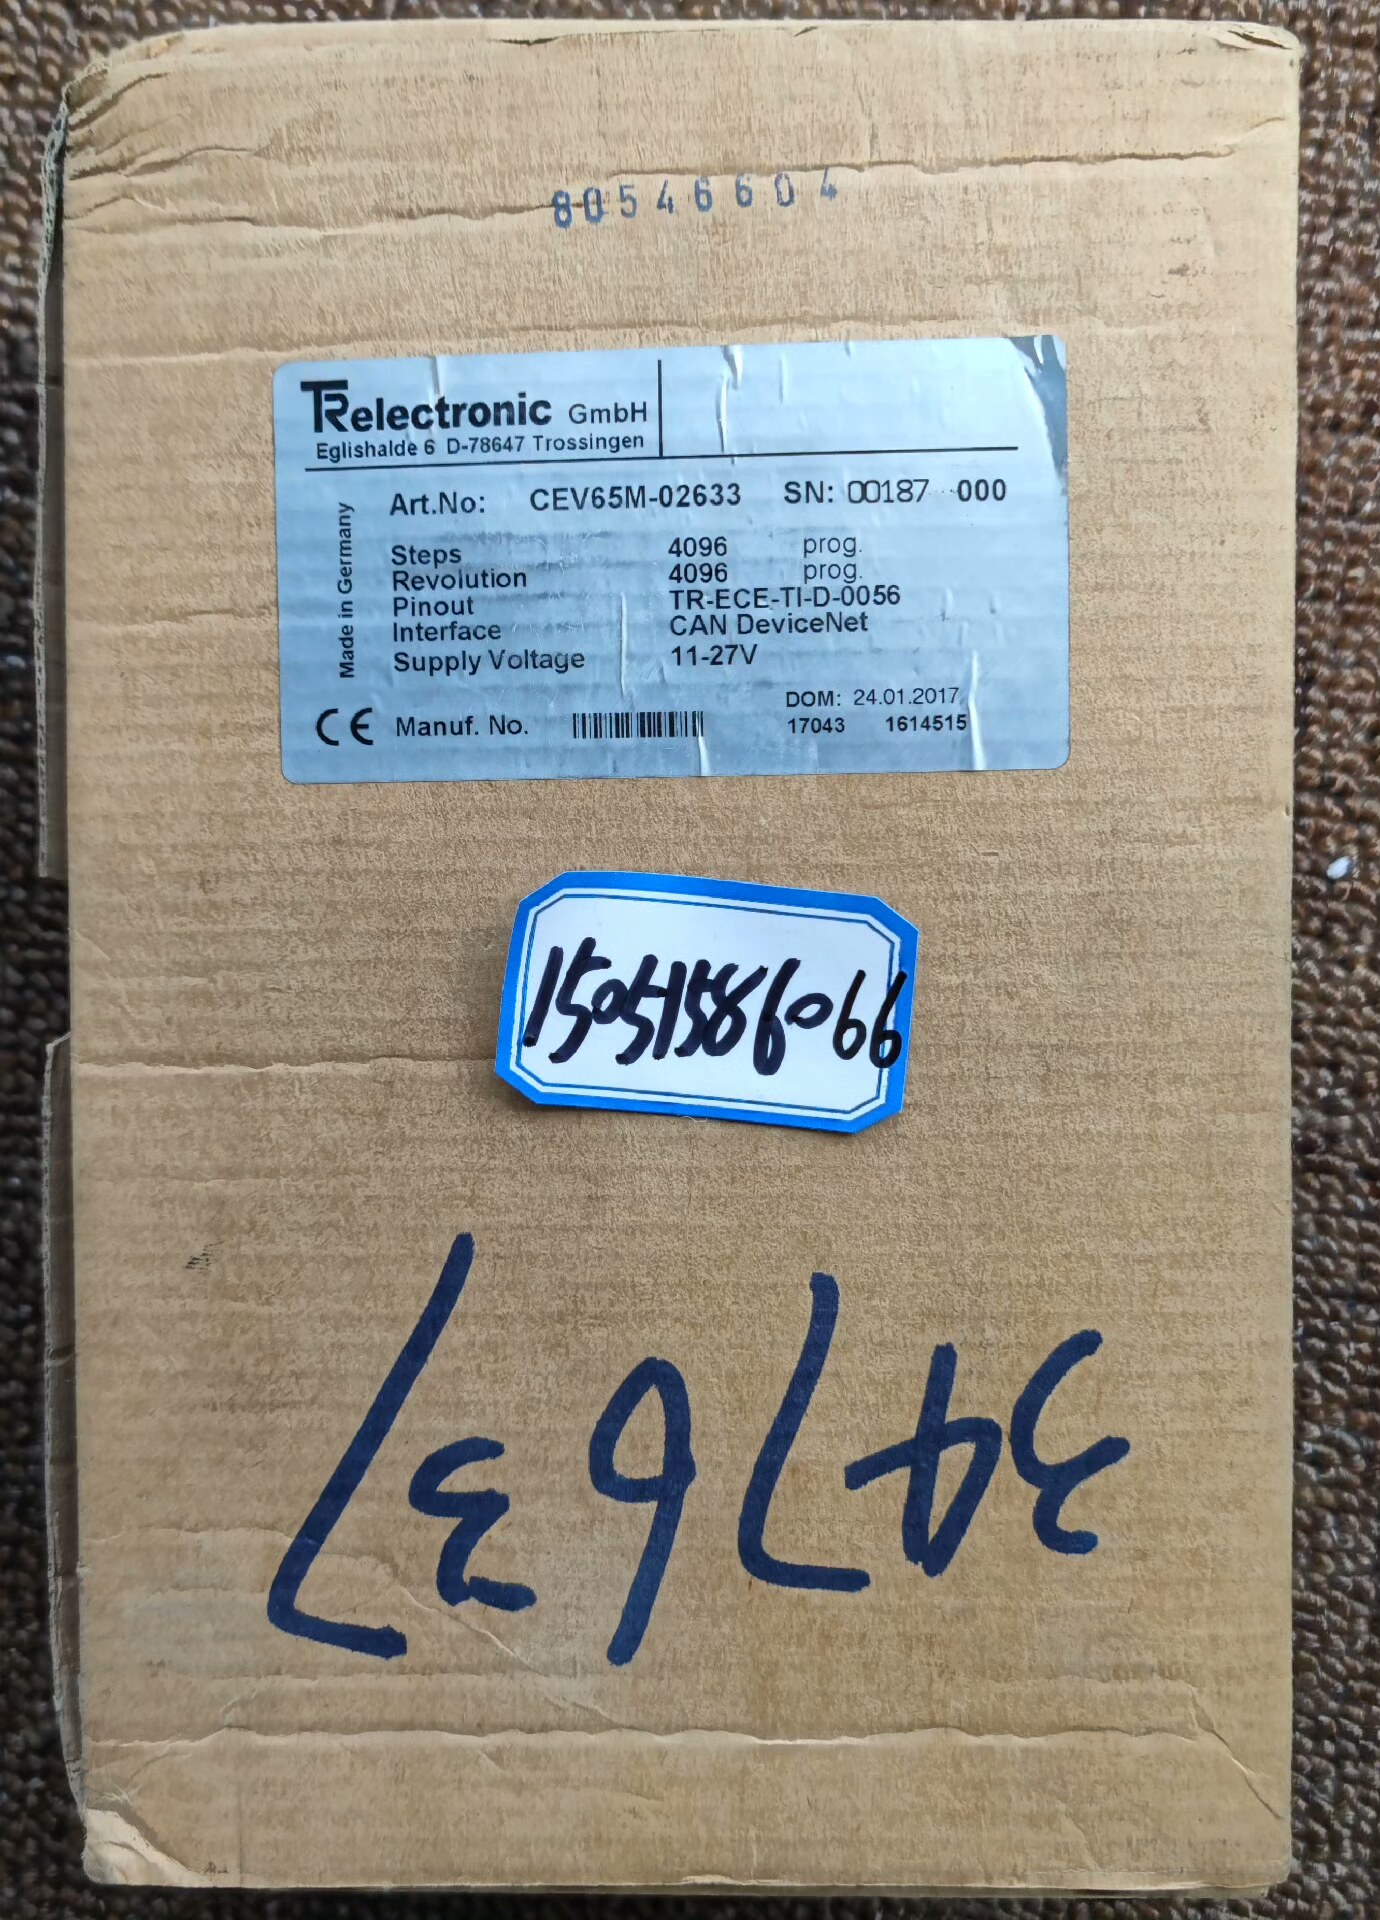 80546604
TRelectronic GmbH
Eglishalde 6 D-78647 Trossingen
Art.No: CEV65M-02633 SN: 00187 000
Made in Germany
Steps 4096 prog.
Revolution 4096 prog.
Pinout TR-ECE-TI-D-0056
Interface CAN DeviceNet
Supply Voltage 11-27V
DOM: 24.01.2017
CE Manuf. No. 17043 1614515
15051586066
347637